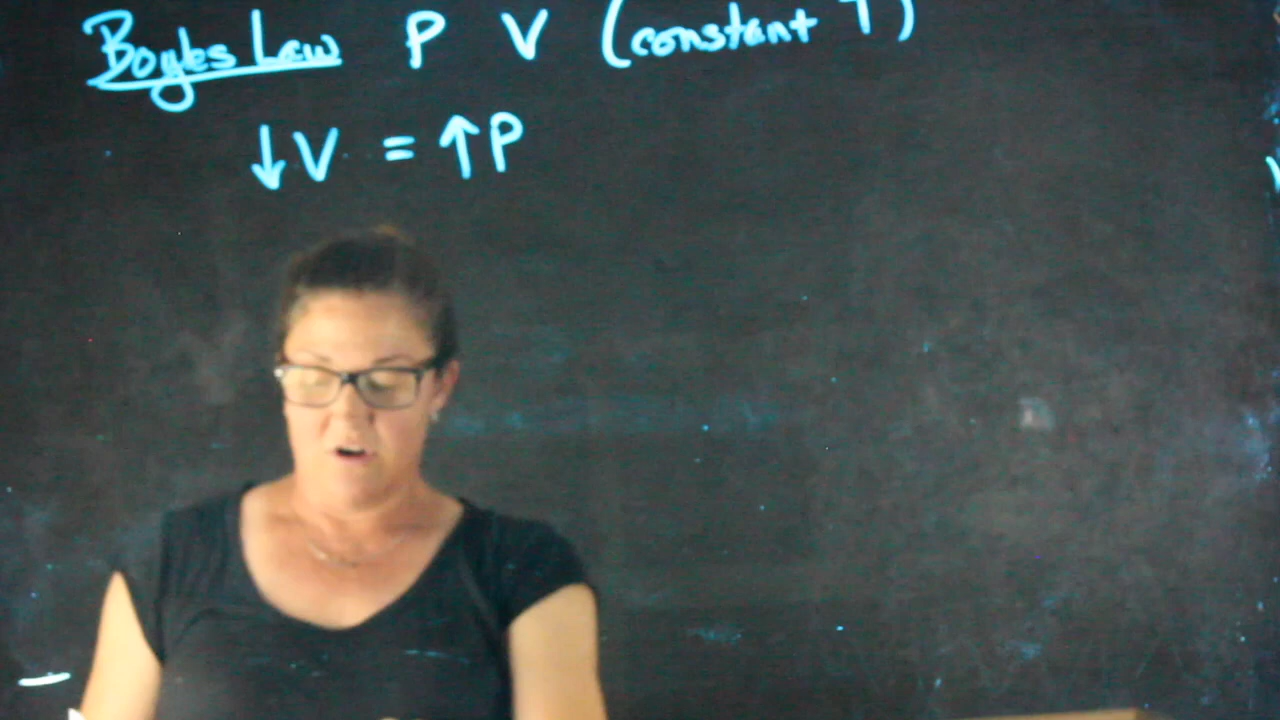 Boyles Law P V (constant T)
↓V = ↑P